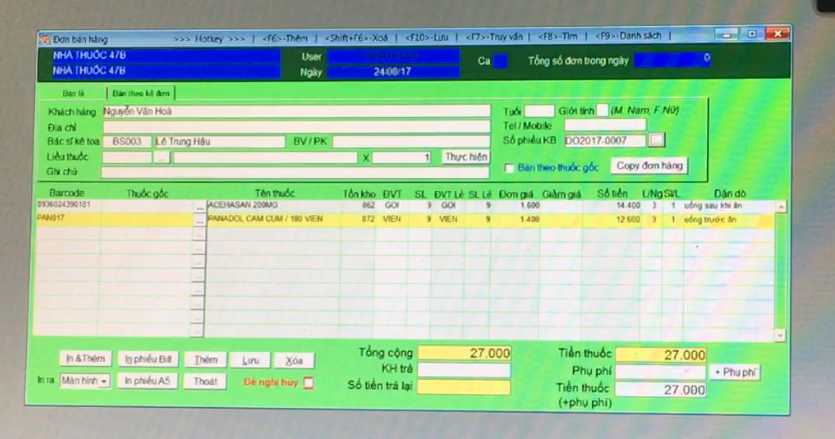 Đơn bán hàng >>> Hotkey >>> | <F6>-Thêm | <Shift+F6>-Xoá | <F10>-Lưu | <F7>-Truy vấn | <F8>-Tìm | <F9>-Danh sách |
NHÀ THUỐC 47B User Ca Tổng số đơn trong ngày 0
NHÀ THUỐC 47B Ngày 24/08/17
Bán lẻ Bán theo kê đơn
Khách hàng Nguyễn Văn Hoà Tuổi Giới tính (M. Nam, F.Nữ)
Địa chỉ Tel / Mobile
Bác sĩ kê toa BS003 Lê Trung Hậu BV / PK Số phiếu KB DO2017-0007
Liều thuốc ... X 1 Thực hiện Bán theo thuốc gốc Copy đơn hàng
Ghi chú
Barcode Thuốc gốc Tên thuốc Tồn kho ĐVT SL ĐVT Lẻ SL Lẻ Đơn giá Giảm giá Số tiền L/Ng Sl/L Dặn dò
8936024390101 ... ACEHASAN 200MG 862 GOI 9 GOI 9 1.600 14.400 3 1 uống sau khi ăn
PAN017 ... PANADOL CAM CUM / 180 VIEN 872 VIEN 9 VIEN 9 1.400 12.600 3 1 uống trước ăn
In &Thêm In phiếu Bill Thêm Lưu Xóa Tổng cộng 27.000 Tiền thuốc 27.000
KH trả Phụ phí + Phụ phí
In ra Màn hình In phiếu A5 Thoát Đề nghị hủy Số tiền trả lại Tiền thuốc 27.000
(+phụ phí)